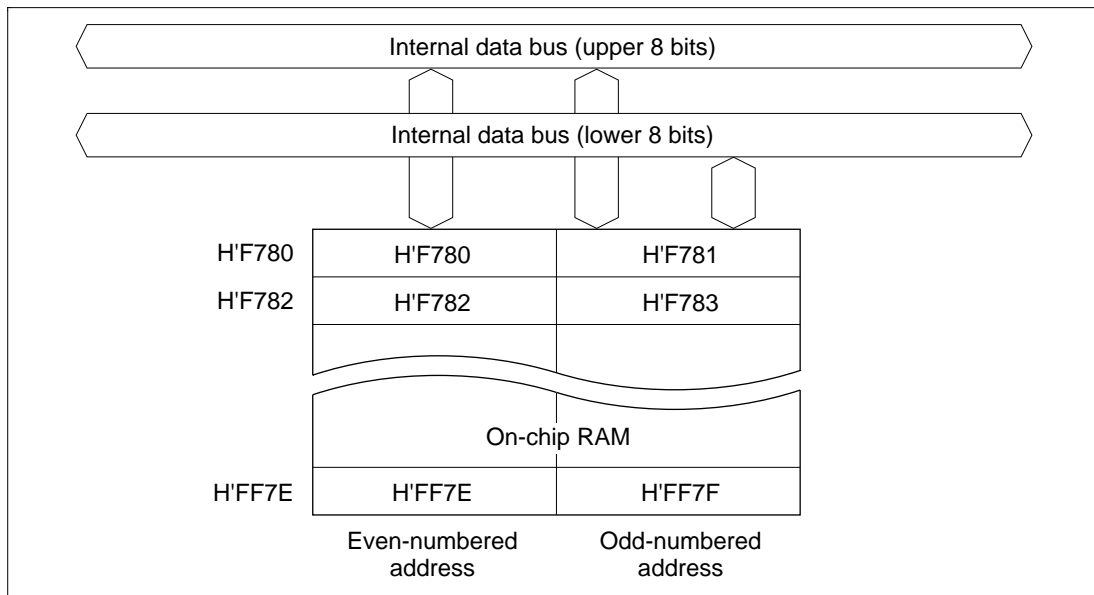 Internal data bus (upper 8 bits)
Internal data bus (lower 8 bits)
H'F780 H'F780 H'F781
H'F782 H'F782 H'F783
On-chip RAM
H'FF7E H'FF7E H'FF7F
Even-numbered address
Odd-numbered address